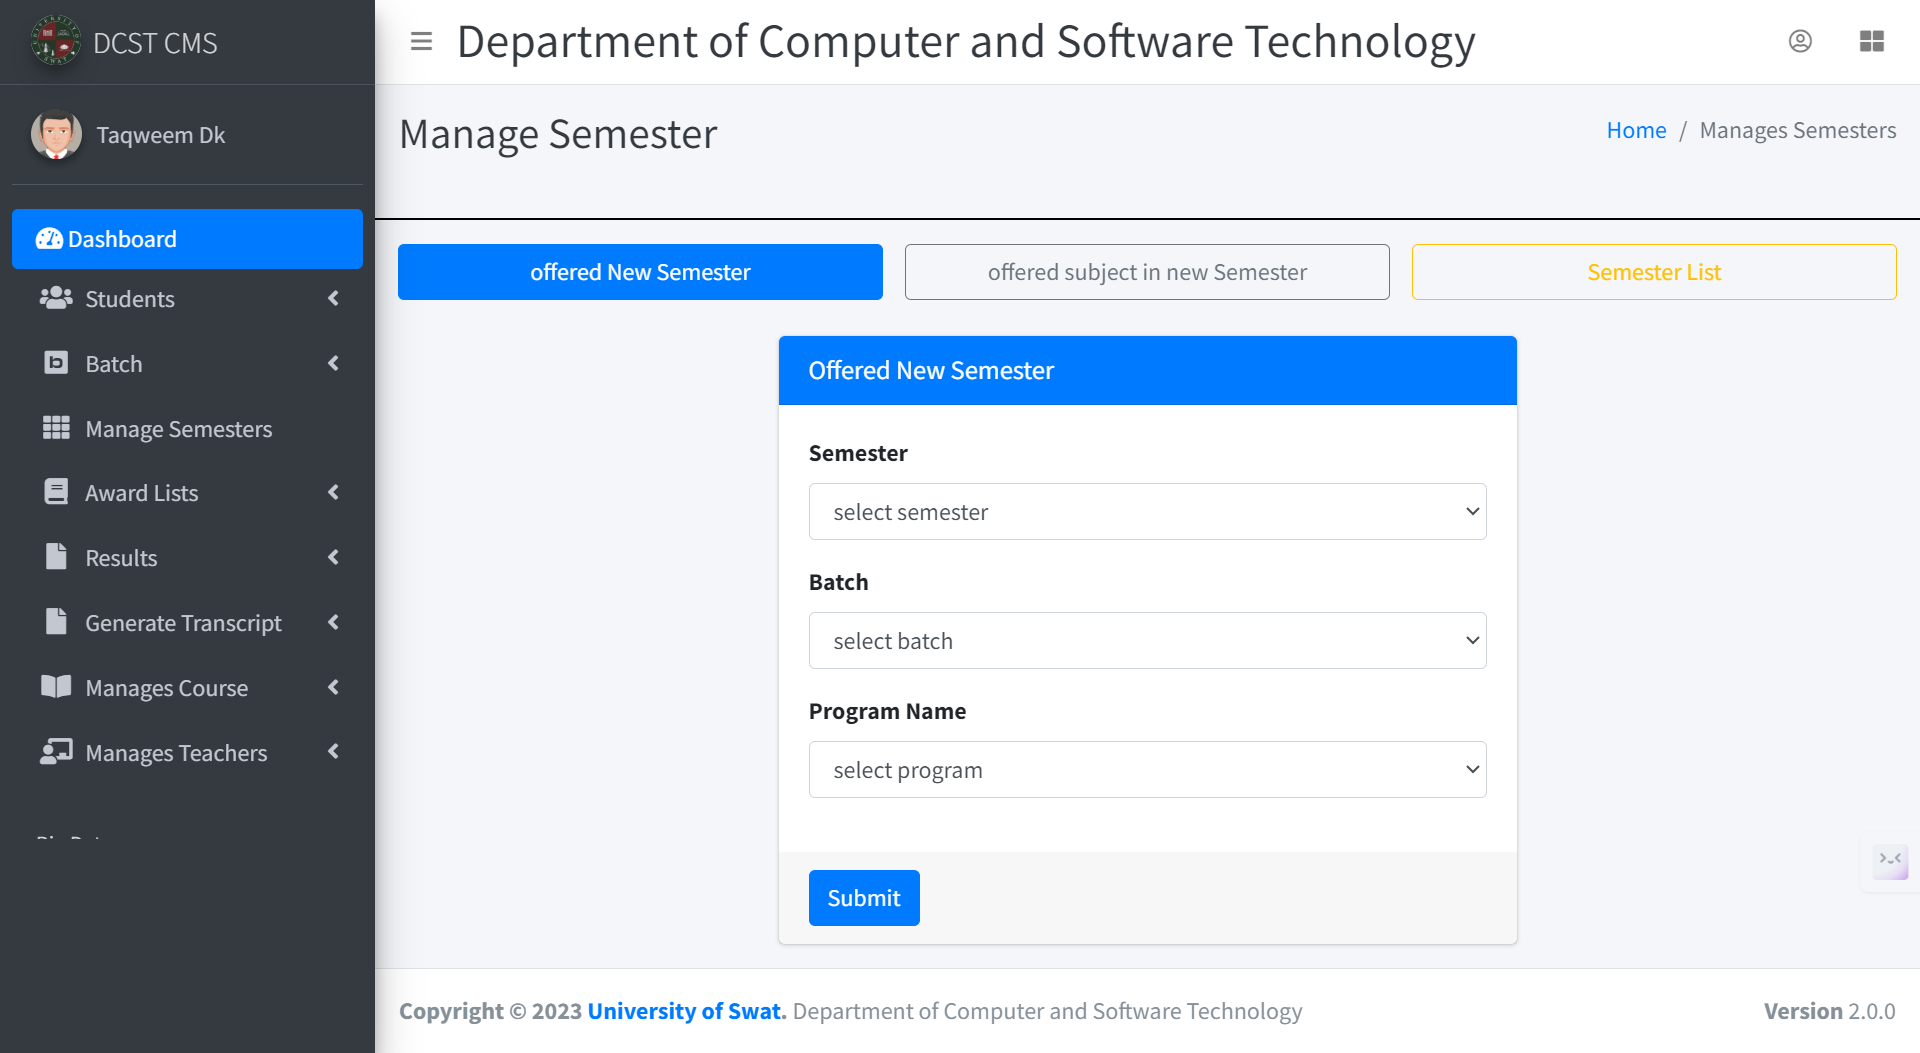 DCST CMS
Taqweem Dk
Dashboard
Students
Batch
Manage Semesters
Award Lists
Results
Generate Transcript
Manages Course
Manages Teachers
Department of Computer and Software Technology
Manage Semester
Home / Manages Semesters
offered New Semester
offered subject in new Semester
Semester List
Offered New Semester
Semester
select semester
Batch
select batch
Program Name
select program
Submit
Copyright © 2023 University of Swat. Department of Computer and Software Technology
Version 2.0.0